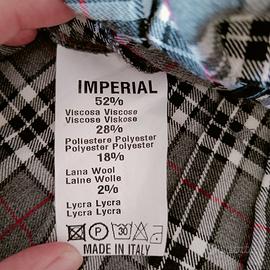 IMPERIAL
52%
Viscosa Viscose
Viscose Viskose
28%
Poliestere Polyester
Polyester Polyester
18%
Lana Wool
Laine Wolle
2%
Lycra Lycra
Lycra Lycra
P 30
MADE IN ITALY